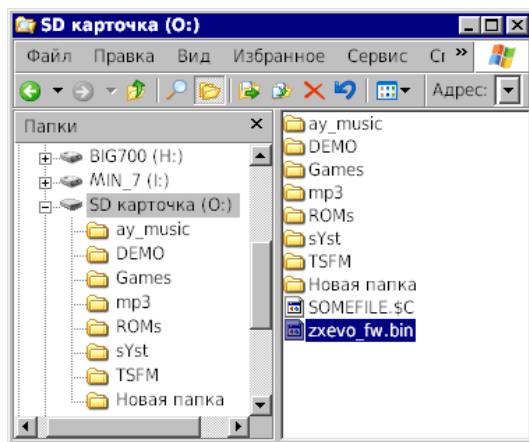 SD карточка (O:)
Файл Правка Вид Избранное Сервис »
Адрес:
Папки
BIG700 (H:)
MIN_7 (I:)
SD карточка (O:)
ay_music
DEMO
Games
mp3
ROMs
sYst
TSFM
Новая папка
ay_music
DEMO
Games
mp3
ROMs
sYst
TSFM
Новая папка
SOMEFILE.$C
zxevo_fw.bin